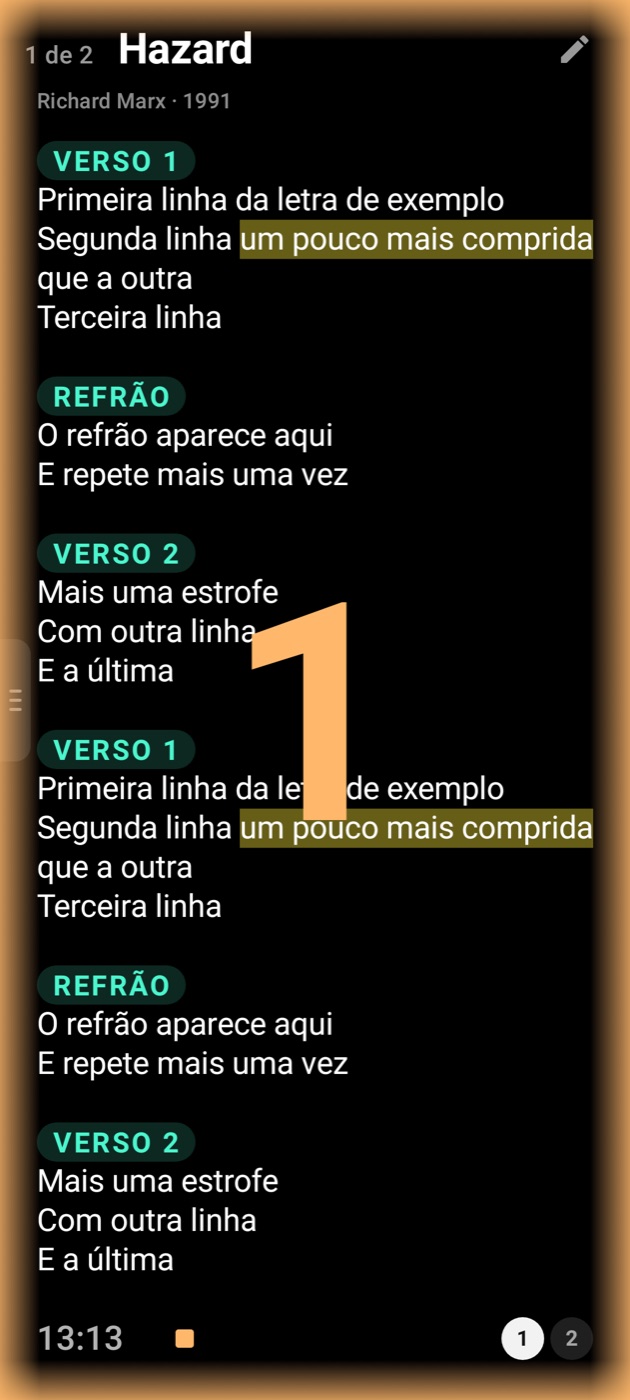 1 de 2 Hazard
Richard Marx · 1991
VERSO 1
Primeira linha da letra de exemplo
Segunda linha um pouco mais comprida
que a outra
Terceira linha
REFRÃO
O refrão aparece aqui
E repete mais uma vez
VERSO 2
Mais uma estrofe
Com outra linha
E a última
1
VERSO 1
Primeira linha da de exemplo
Segunda linha um pouco mais comprida
que a outra
Terceira linha
REFRÃO
O refrão aparece aqui
E repete mais uma vez
VERSO 2
Mais uma estrofe
Com outra linha
E a última
13:13 1 2